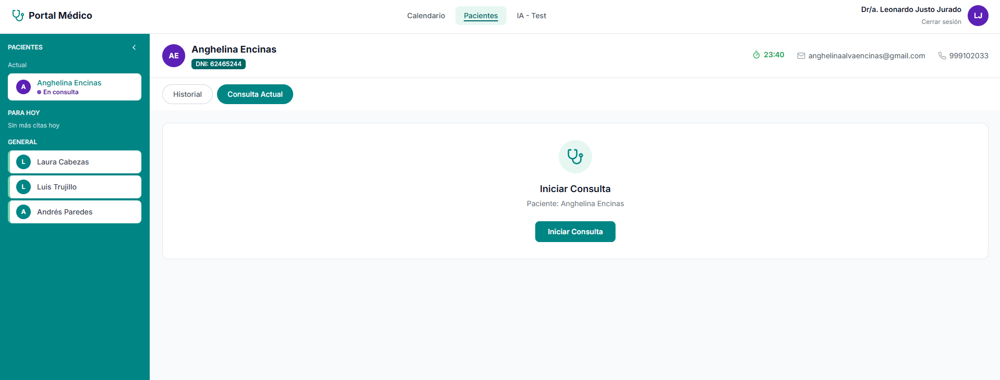 Portal Médico
Calendario
Pacientes
IA - Test
Dr/a. Leonardo Justo Jurado
Cerrar sesión
LJ
PACIENTES
Actual
A
Anghelina Encinas
En consulta
PARA HOY
Sin más citas hoy
GENERAL
L
Laura Cabezas
L
Luis Trujillo
A
Andrés Paredes
AE
Anghelina Encinas
DNI: 62465244
23:40
anghelinaalvaencinas@gmail.com
999102033
Historial
Consulta Actual
Iniciar Consulta
Paciente: Anghelina Encinas
Iniciar Consulta